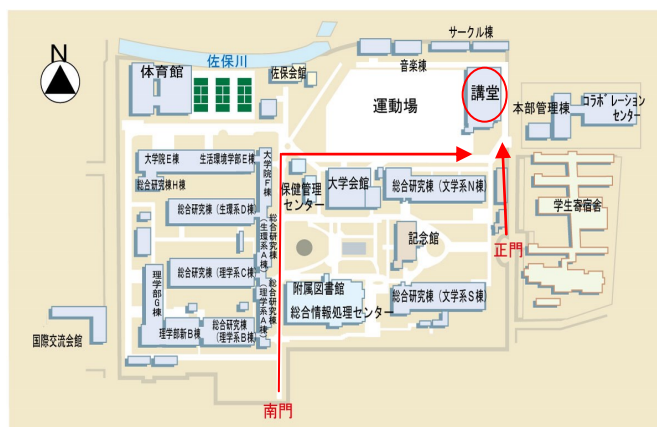 N
佐保川
サークル棟
体育館
佐保会館
音楽棟
運動場
講堂
本部管理棟
コラボレーション
センター
大学院E棟
生活環境学部E棟
大学院F棟
総合研究棟H棟
保健管理
センター
大学会館
総合研究棟(文学系N棟)
総合研究棟(生環系D棟)
総合研究棟
(生環系A棟)
学生寄宿舎
記念館
正門
理学部G棟
総合研究棟(理学系C棟)
総合研究棟
(理学系A棟)
附属図書館
総合情報処理センター
総合研究棟(文学系S棟)
国際交流会館
理学部新B棟
総合研究棟
(理学系B棟)
南門